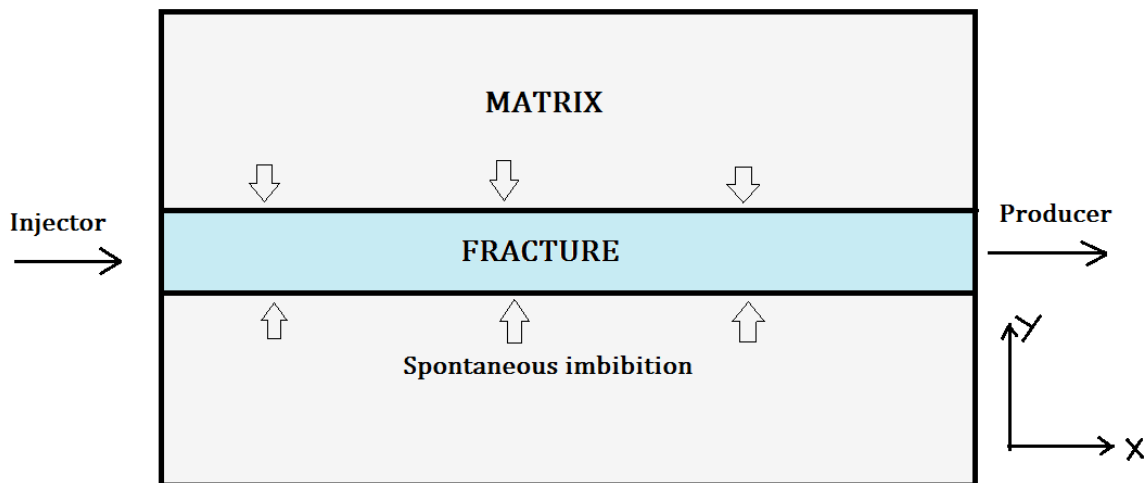 MATRIX
Injector
Producer
FRACTURE
Spontaneous imbibition
y
x